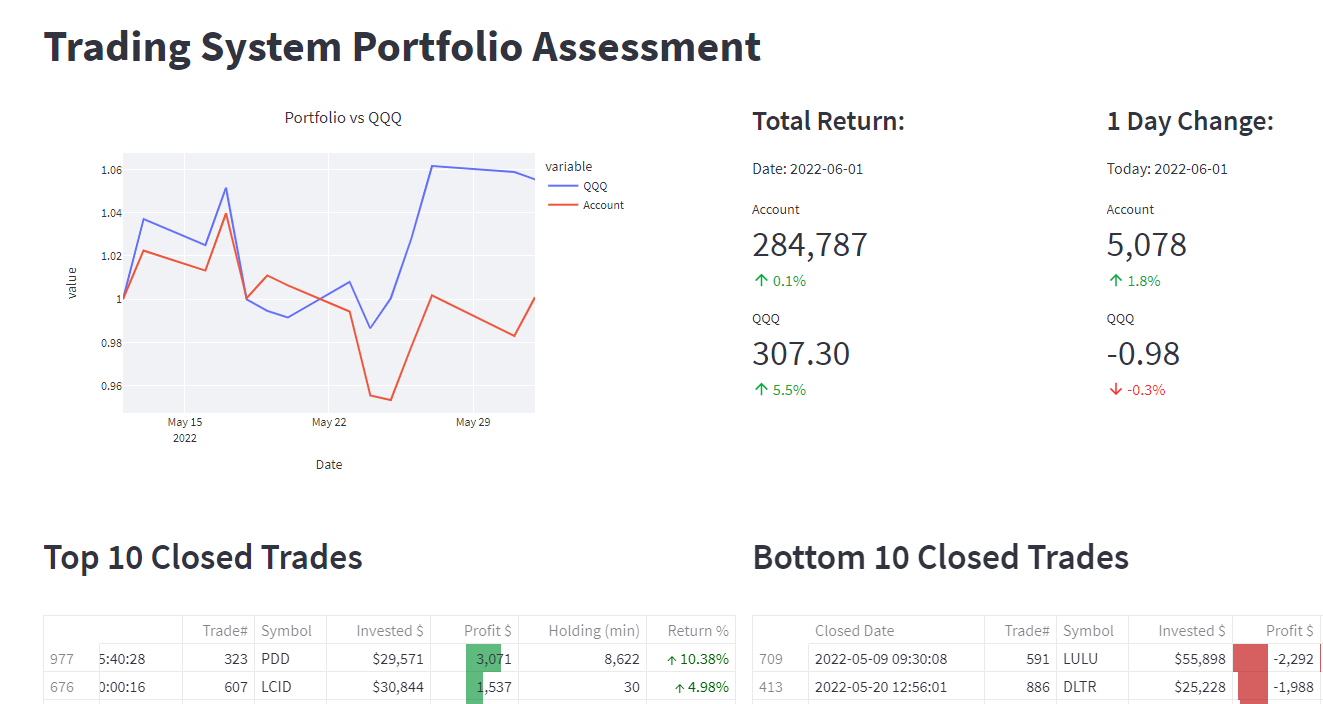 Trading System Portfolio Assessment
Portfolio vs QQQ
1.06
1.04
1.02
1
0.98
0.96
value
May 15
2022
May 22
May 29
Date
variable
QQQ
Account
Total Return:
Date: 2022-06-01
Account
284,787
↑ 0.1%
QQQ
307.30
↑ 5.5%
1 Day Change:
Today: 2022-06-01
Account
5,078
↑ 1.8%
QQQ
-0.98
↓ -0.3%
Top 10 Closed Trades
Trade# Symbol Invested $ Profit $ Holding (min) Return %
977 5:40:28 323 PDD $29,571 3,071 8,622 ↑ 10.38%
676 0:00:16 607 LCID $30,844 1,537 30 ↑ 4.98%
Bottom 10 Closed Trades
Closed Date Trade# Symbol Invested $ Profit $
709 2022-05-09 09:30:08 591 LULU $55,898 -2,292
413 2022-05-20 12:56:01 886 DLTR $25,228 -1,988